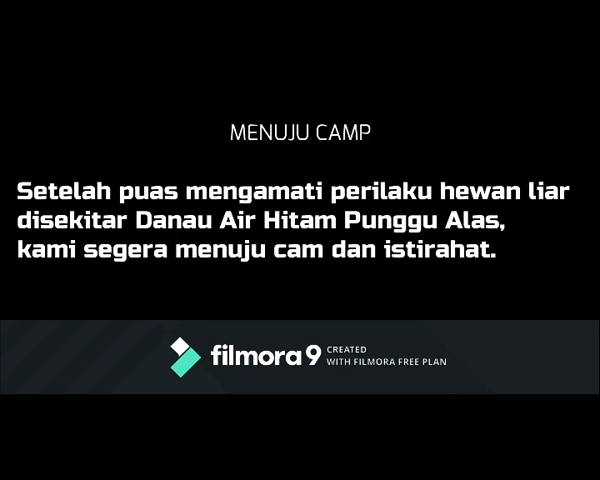 MENUJU CAMP
Setelah puas mengamati perilaku hewan liar
disekitar Danau Air Hitam Punggu Alas,
kami segera menuju cam dan istirahat.
filmora 9 CREATED
WITH FILMORA FREE PLAN